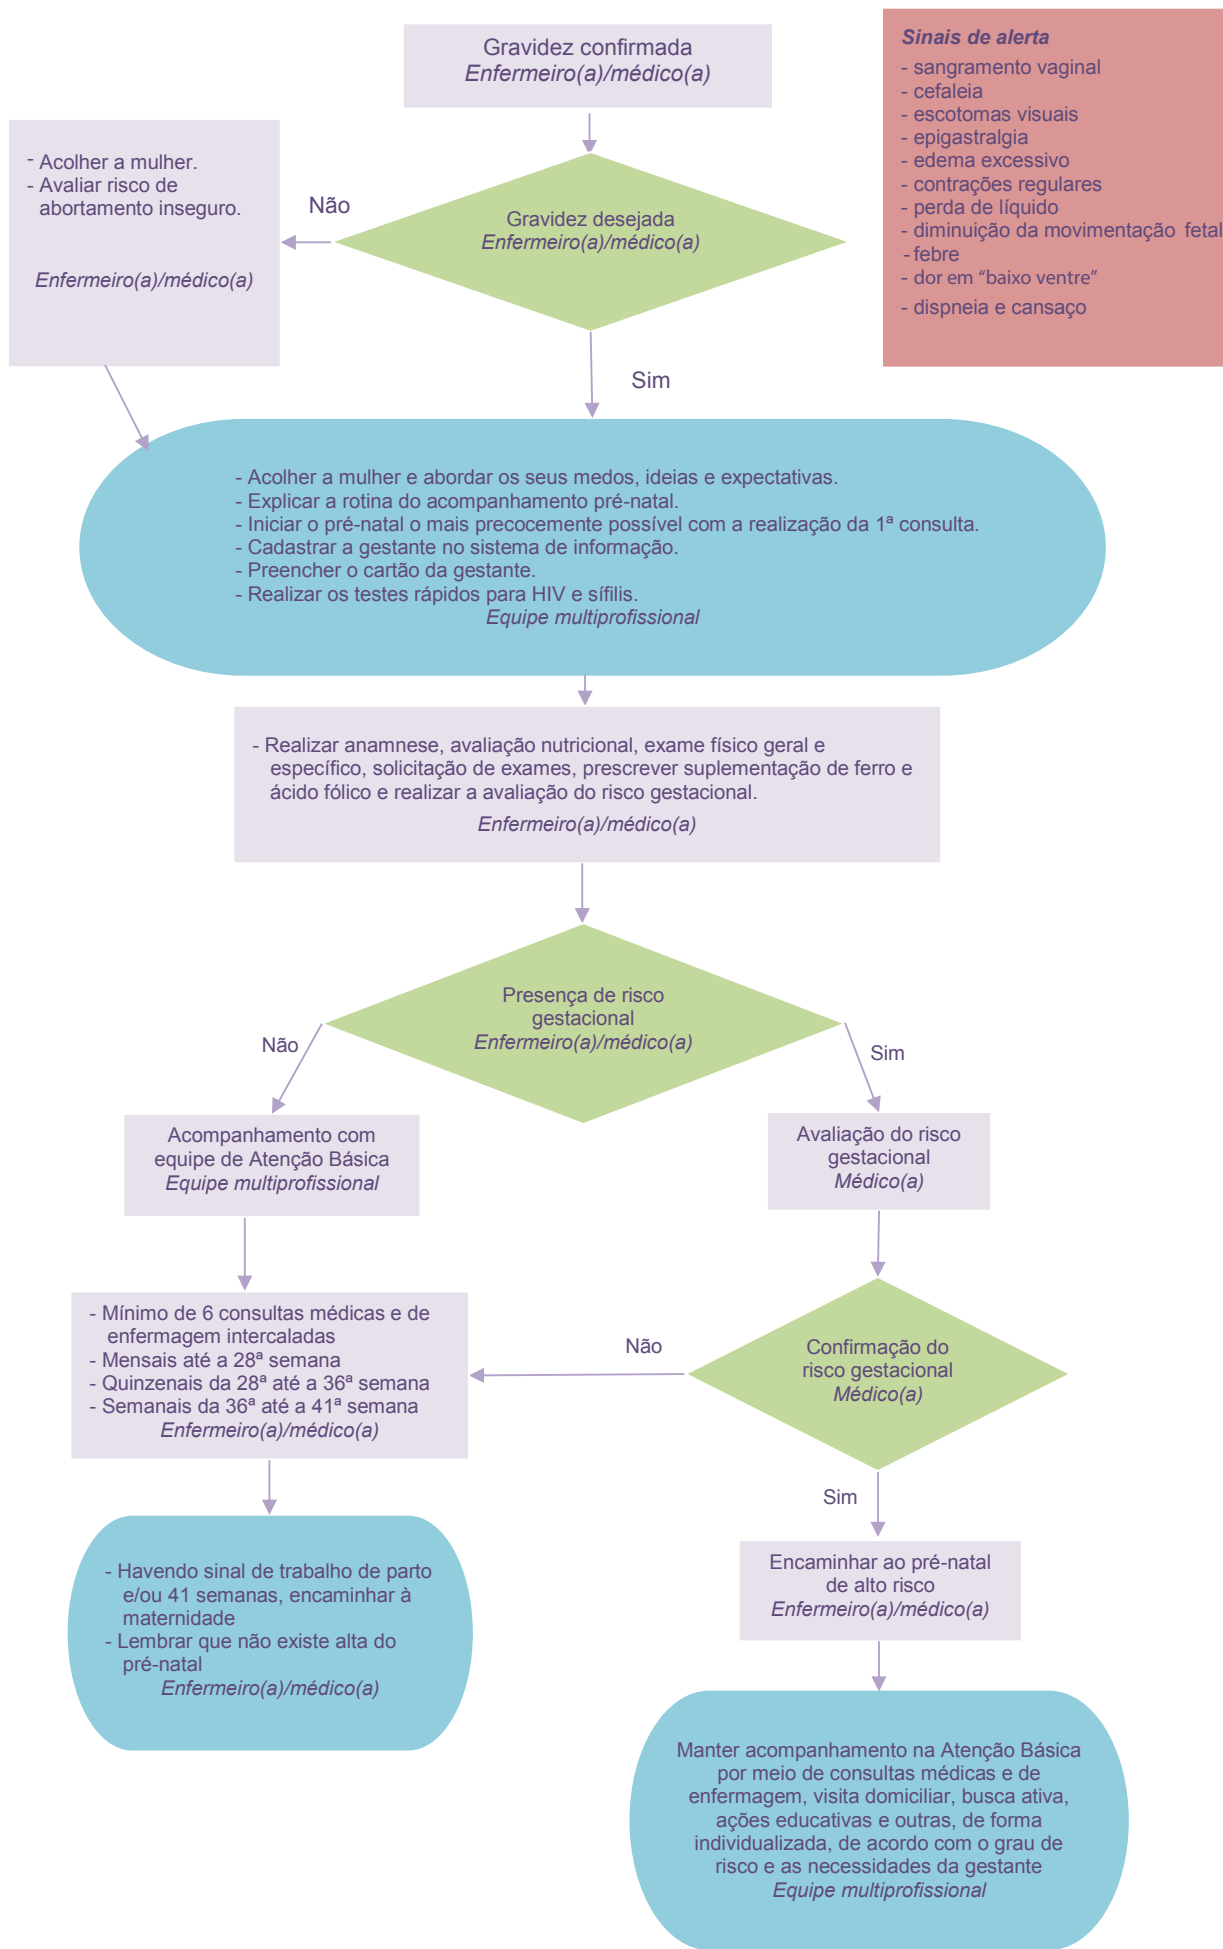 Gravidez confirmada
Enfermeiro(a)/médico(a)
Sinais de alerta
- sangramento vaginal
- cefaleia
- escotomas visuais
- epigastralgia
- edema excessivo
- contrações regulares
- perda de líquido
- diminuição da movimentação fetal
- febre
- dor em “baixo ventre”
- dispneia e cansaço
- Acolher a mulher.
- Avaliar risco de
abortamento inseguro.
Enfermeiro(a)/médico(a)
Não
Gravidez desejada
Enfermeiro(a)/médico(a)
Sim
- Acolher a mulher e abordar os seus medos, ideias e expectativas.
- Explicar a rotina do acompanhamento pré-natal.
- Iniciar o pré-natal o mais precocemente possível com a realização da 1ª consulta.
- Cadastrar a gestante no sistema de informação.
- Preencher o cartão da gestante.
- Realizar os testes rápidos para HIV e sífilis.
Equipe multiprofissional
- Realizar anamnese, avaliação nutricional, exame físico geral e
específico, solicitação de exames, prescrever suplementação de ferro e
ácido fólico e realizar a avaliação do risco gestacional.
Enfermeiro(a)/médico(a)
Presença de risco
gestacional
Enfermeiro(a)/médico(a)
Não
Sim
Acompanhamento com
equipe de Atenção Básica
Equipe multiprofissional
Avaliação do risco
gestacional
Médico(a)
- Mínimo de 6 consultas médicas e de
enfermagem intercaladas
- Mensais até a 28ª semana
- Quinzenais da 28ª até a 36ª semana
- Semanais da 36ª até a 41ª semana
Enfermeiro(a)/médico(a)
Não
Confirmação do
risco gestacional
Médico(a)
Sim
- Havendo sinal de trabalho de parto
e/ou 41 semanas, encaminhar à
maternidade
- Lembrar que não existe alta do
pré-natal
Enfermeiro(a)/médico(a)
Encaminhar ao pré-natal
de alto risco
Enfermeiro(a)/médico(a)
Manter acompanhamento na Atenção Básica
por meio de consultas médicas e de
enfermagem, visita domiciliar, busca ativa,
ações educativas e outras, de forma
individualizada, de acordo com o grau de
risco e as necessidades da gestante
Equipe multiprofissional